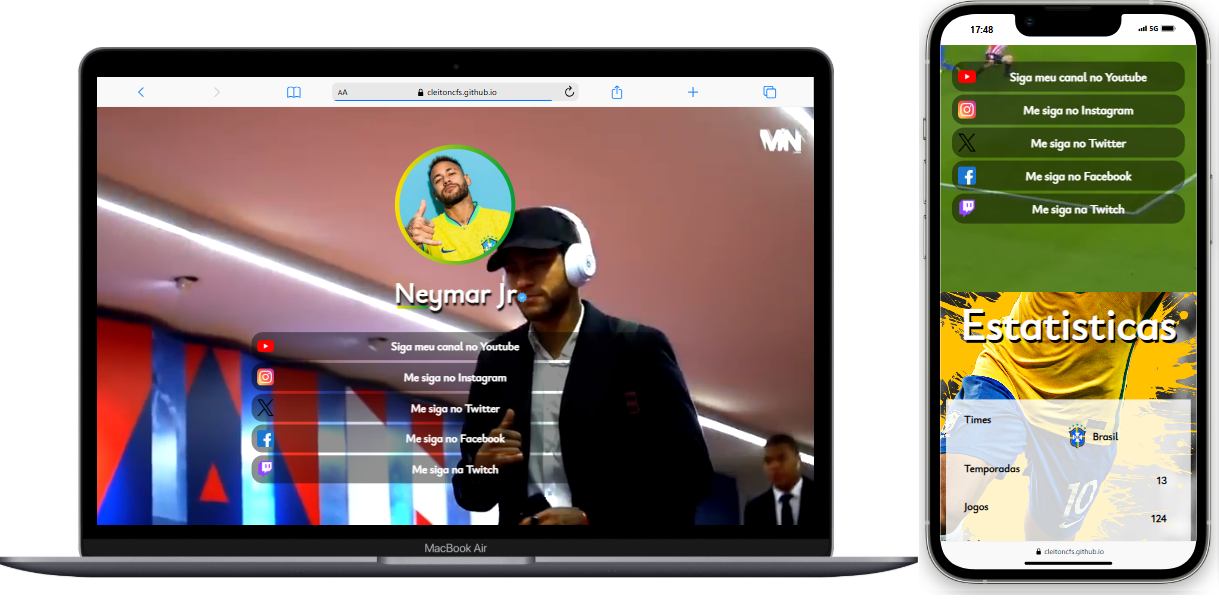 AA cleitoncfs.github.io
Neymar Jr
Siga meu canal no Youtube
Me siga no Instagram
Me siga no Twitter
Me siga no Facebook
Me siga na Twitch
MacBook Air
17:48
5G
Siga meu canal no Youtube
Me siga no Instagram
Me siga no Twitter
Me siga no Facebook
Me siga na Twitch
Estatisticas
Times
Brasil
Temporadas
13
Jogos
124
10
cleitoncfs.github.io